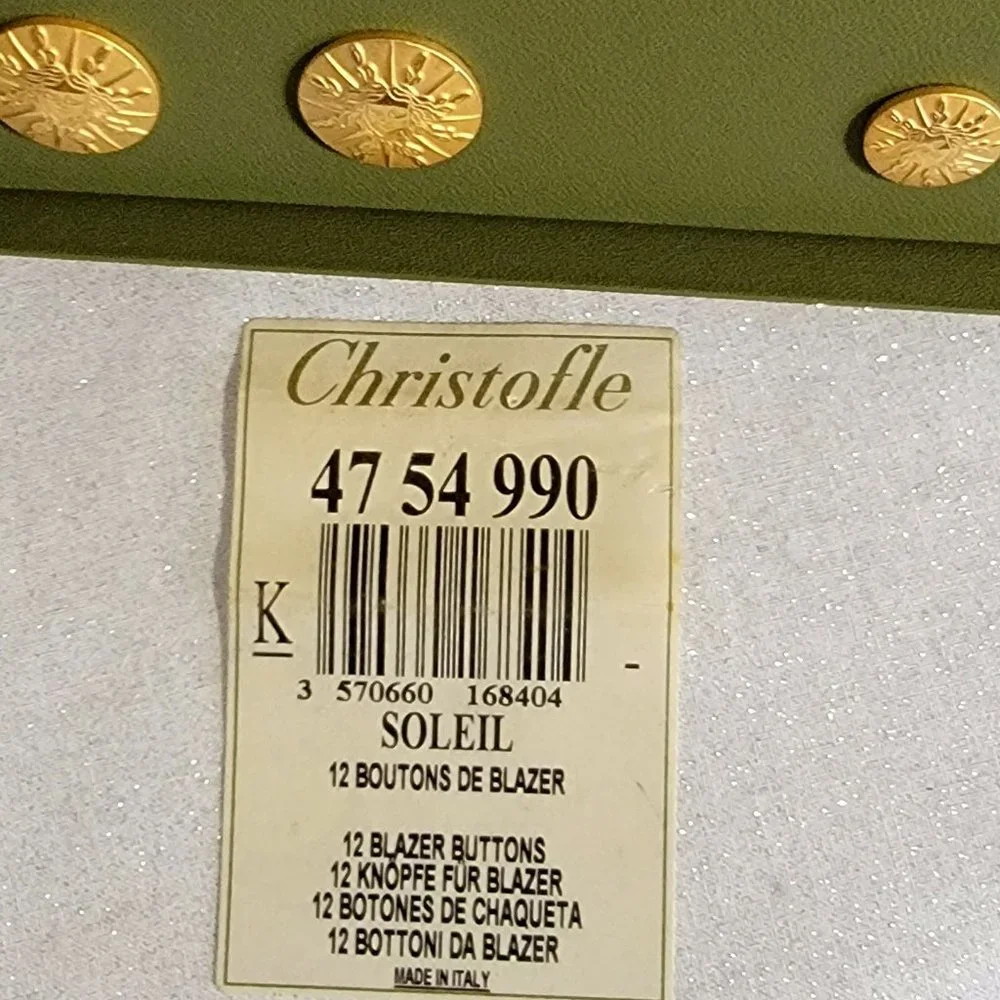 Christofle
47 54 990
K
-
3 570660 168404
SOLEIL
12 BOUTONS DE BLAZER
12 BLAZER BUTTONS
12 KNÖPFE FÜR BLAZER
12 BOTONES DE CHAQUETA
12 BOTTONI DA BLAZER
MADE IN ITALY